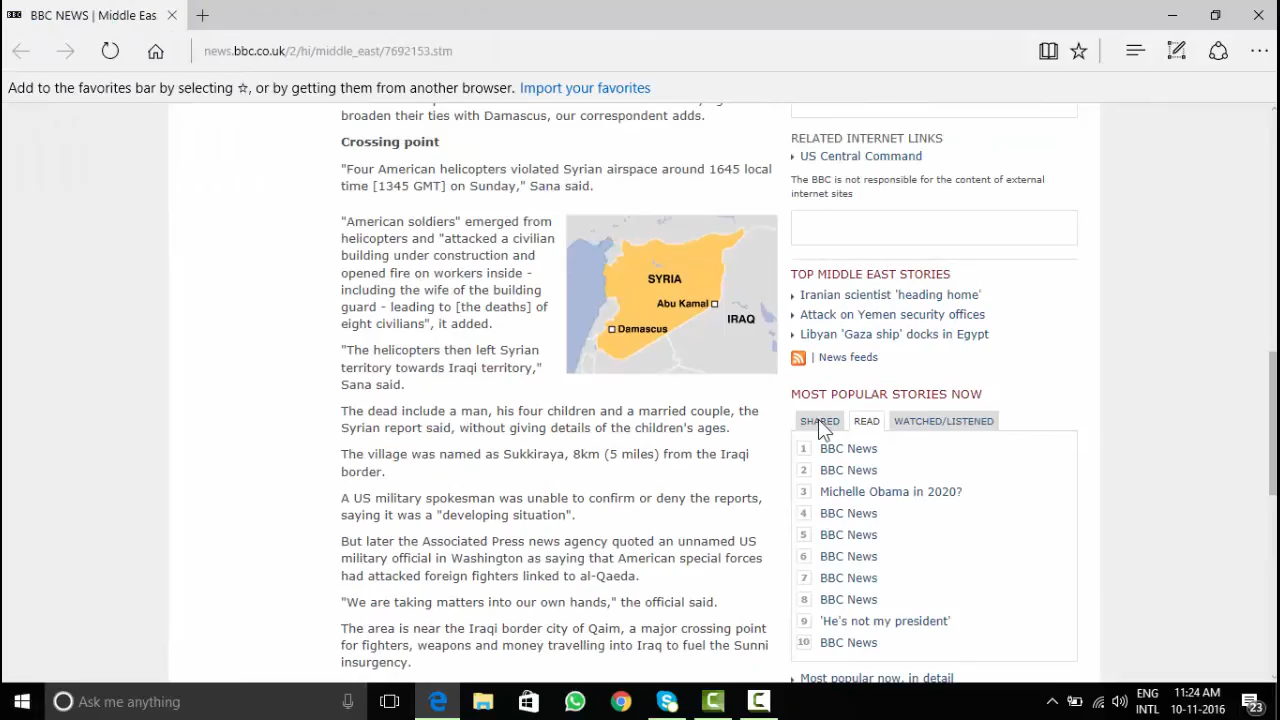 BBC NEWS | Middle Eas
news.bbc.co.uk/2/hi/middle_east/7692153.stm
Add to the favorites bar by selecting ☆, or by getting them from another browser. Import your favorites
broaden their ties with Damascus, our correspondent adds.
Crossing point
"Four American helicopters violated Syrian airspace around 1645 local
time [1345 GMT] on Sunday," Sana said.
"American soldiers" emerged from
helicopters and "attacked a civilian
building under construction and
opened fire on workers inside -
including the wife of the building
guard - leading to [the deaths] of
eight civilians", it added.
"The helicopters then left Syrian
territory towards Iraqi territory,"
Sana said.
SYRIA
Abu Kamal
IRAQ
Damascus
The dead include a man, his four children and a married couple, the
Syrian report said, without giving details of the children's ages.
The village was named as Sukkiraya, 8km (5 miles) from the Iraqi
border.
A US military spokesman was unable to confirm or deny the reports,
saying it was a "developing situation".
But later the Associated Press news agency quoted an unnamed US
military official in Washington as saying that American special forces
had attacked foreign fighters linked to al-Qaeda.
"We are taking matters into our own hands," the official said.
The area is near the Iraqi border city of Qaim, a major crossing point
for fighters, weapons and money travelling into Iraq to fuel the Sunni
insurgency.
RELATED INTERNET LINKS
US Central Command
The BBC is not responsible for the content of external
internet sites
TOP MIDDLE EAST STORIES
Iranian scientist 'heading home'
Attack on Yemen security offices
Libyan 'Gaza ship' docks in Egypt
| News feeds
MOST POPULAR STORIES NOW
SHARED READ WATCHED/LISTENED
1 BBC News
2 BBC News
3 Michelle Obama in 2020?
4 BBC News
5 BBC News
6 BBC News
7 BBC News
8 BBC News
9 'He's not my president'
10 BBC News
Most popular now, in detail
Ask me anything
ENG
INTL
11:24 AM
10-11-2016
23